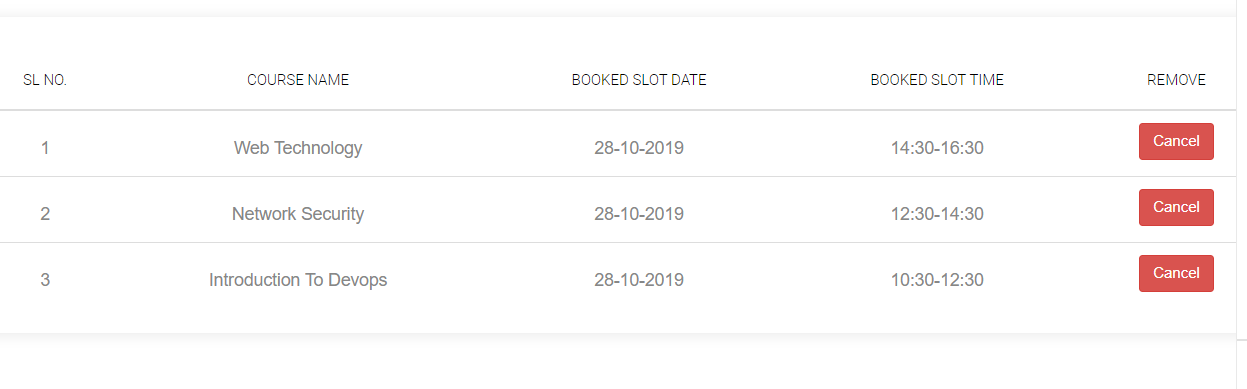 SL NO. COURSE NAME BOOKED SLOT DATE BOOKED SLOT TIME REMOVE
1 Web Technology 28-10-2019 14:30-16:30 Cancel
2 Network Security 28-10-2019 12:30-14:30 Cancel
3 Introduction To Devops 28-10-2019 10:30-12:30 Cancel